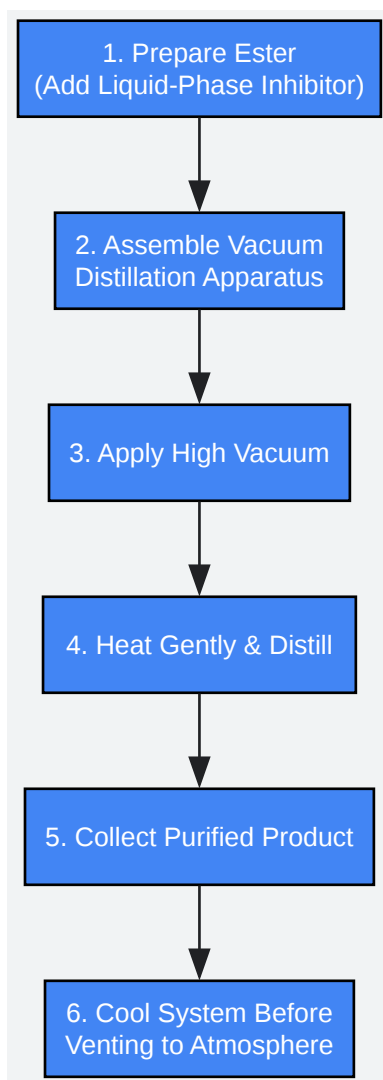 1. Prepare Ester
(Add Liquid-Phase Inhibitor)
2. Assemble Vacuum
Distillation Apparatus
3. Apply High Vacuum
4. Heat Gently & Distill
5. Collect Purified Product
6. Cool System Before
Venting to Atmosphere